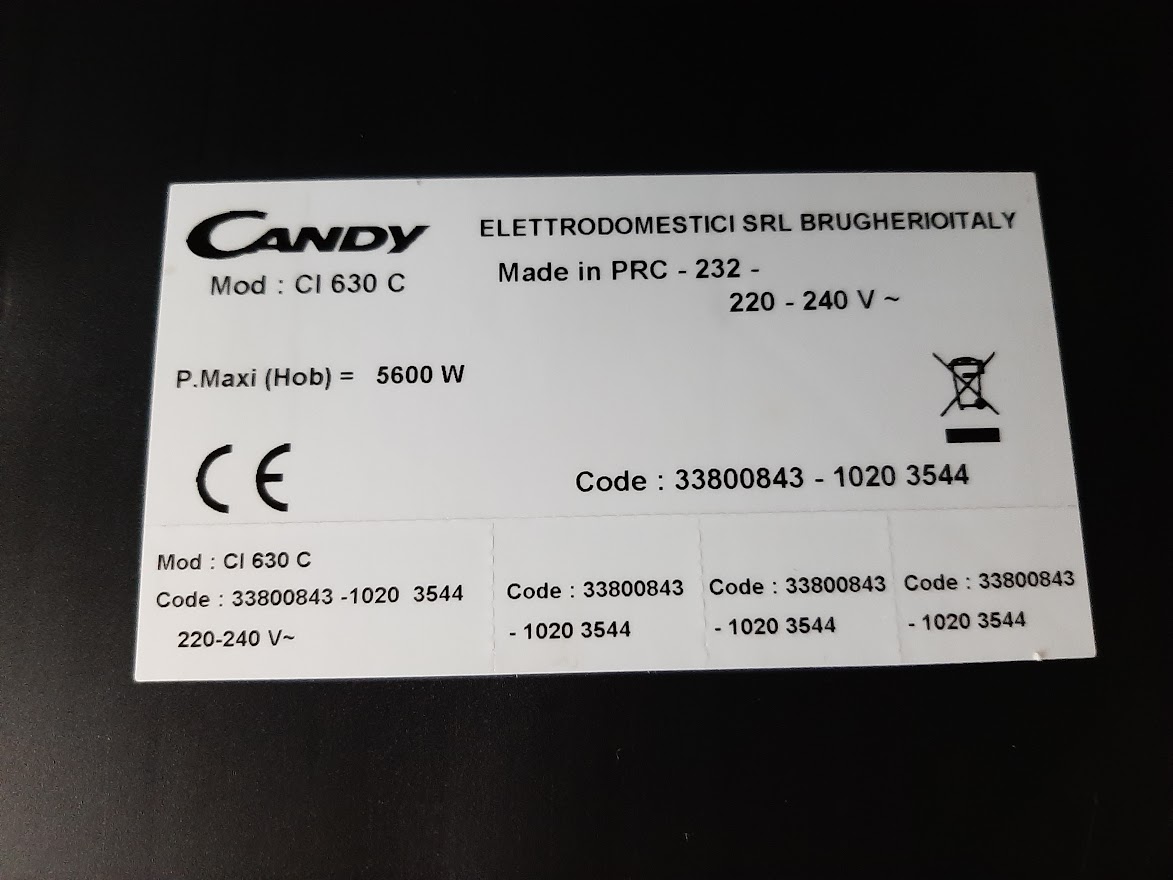 CANDY
ELETTRODOMESTICI SRL BRUGHERIOITALY
Mod : CI 630 C
Made in PRC - 232 -
220 - 240 V ~
P.Maxi (Hob) = 5600 W
CE
Code : 33800843 - 1020 3544
Mod : CI 630 C
Code : 33800843 -1020 3544
220-240 V~
Code : 33800843
- 1020 3544
Code : 33800843
- 1020 3544
Code : 33800843
- 1020 3544